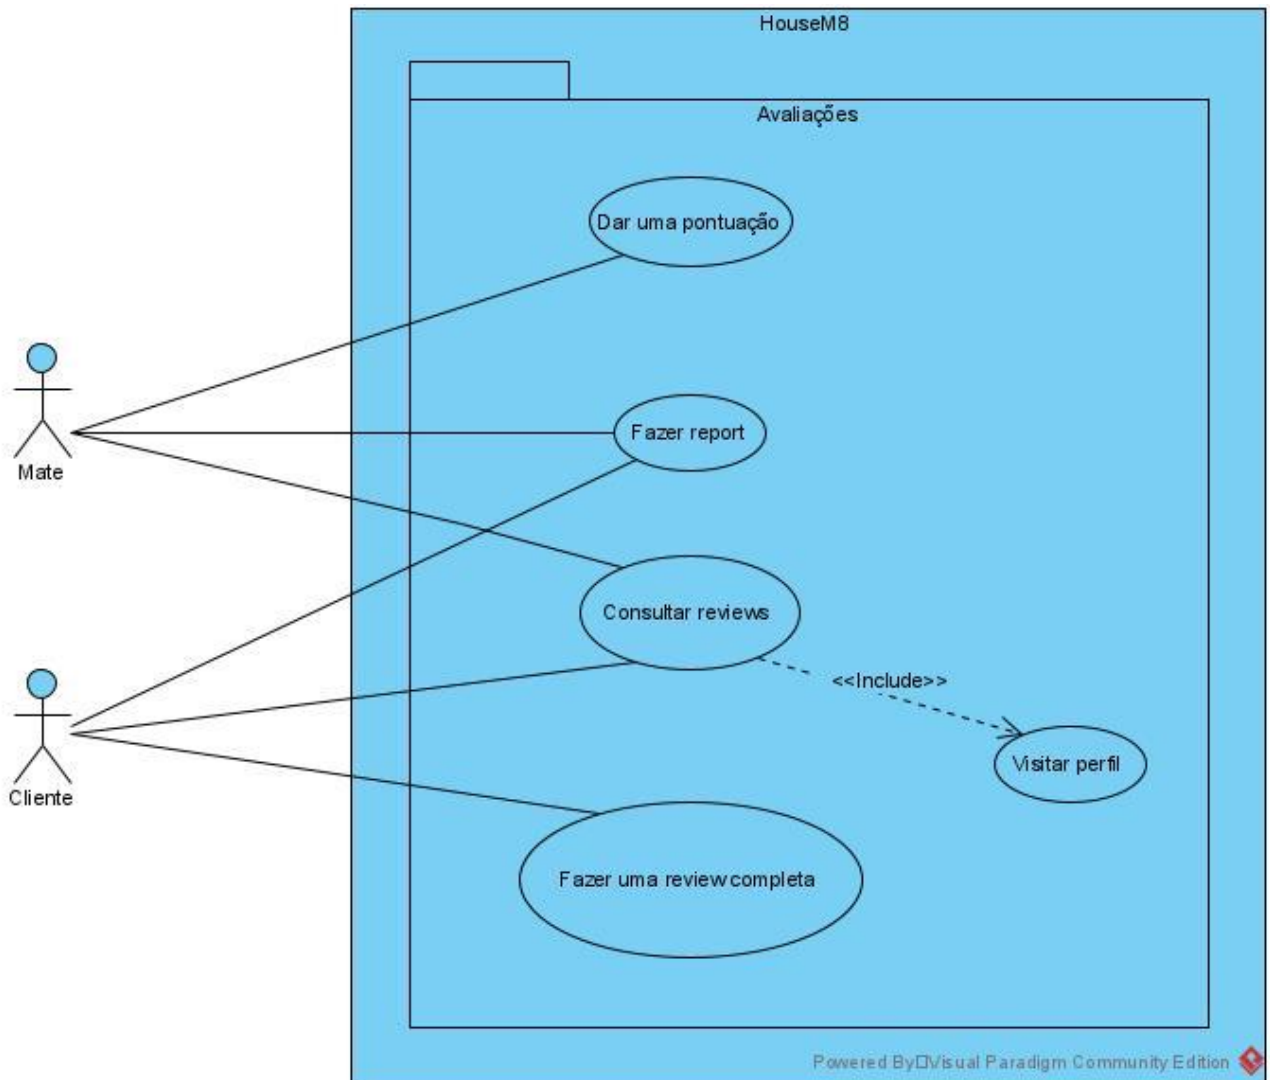 HouseM8
Avaliações
Dar uma pontuação
Fazer report
Mate
Consultar reviews
<<Include>>
Visitar perfil
Cliente
Fazer uma review completa
Powered By□Visual Paradigm Community Edition